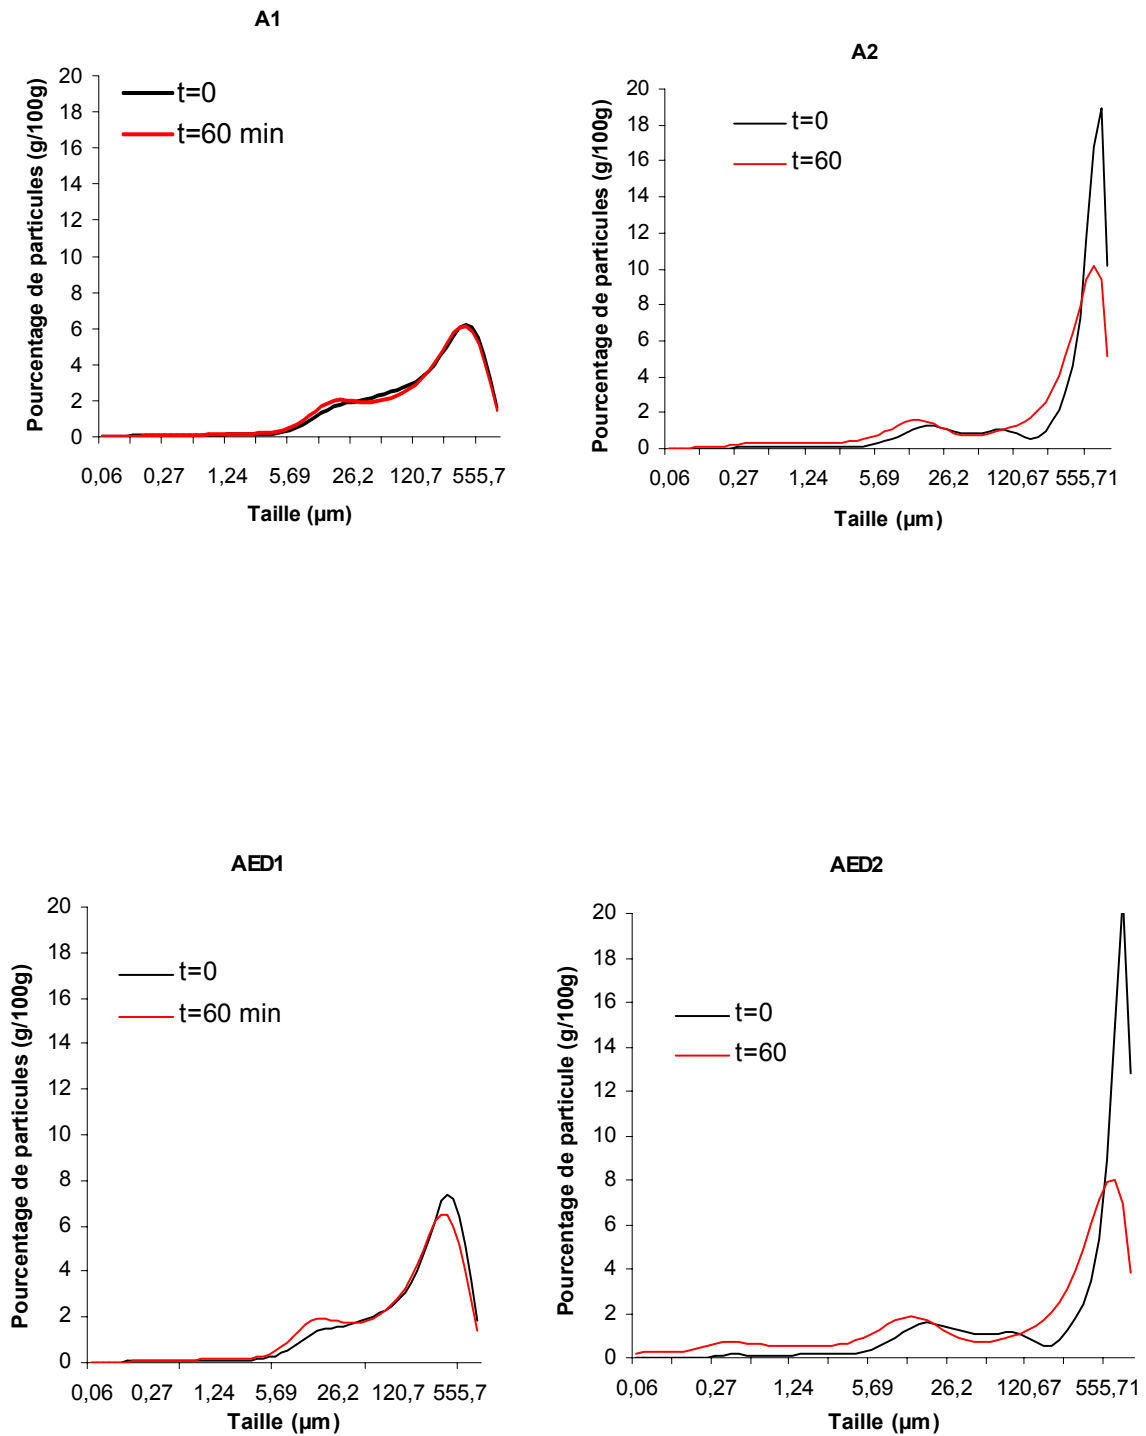 A1
Pourcentage de particules (g/100g)
20
18
16
14
12
10
8
6
4
2
0
t=0
t=60 min
0,06 0,27 1,24 5,69 26,2 120,7 555,7
Taille (µm)
A2
Pourcentage de particules (g/100g)
20
18
16
14
12
10
8
6
4
2
0
t=0
t=60
0,06 0,27 1,24 5,69 26,2 120,67 555,71
Taille (µm)
AED1
Pourcentage de particules (g/100g)
20
18
16
14
12
10
8
6
4
2
0
t=0
t=60 min
0,06 0,27 1,24 5,69 26,2 120,7 555,7
Taille (µm)
AED2
Pourcentage de particule (g/100g)
20
18
16
14
12
10
8
6
4
2
0
t=0
t=60
0,06 0,27 1,24 5,69 26,2 120,67 555,71
Taille (µm)